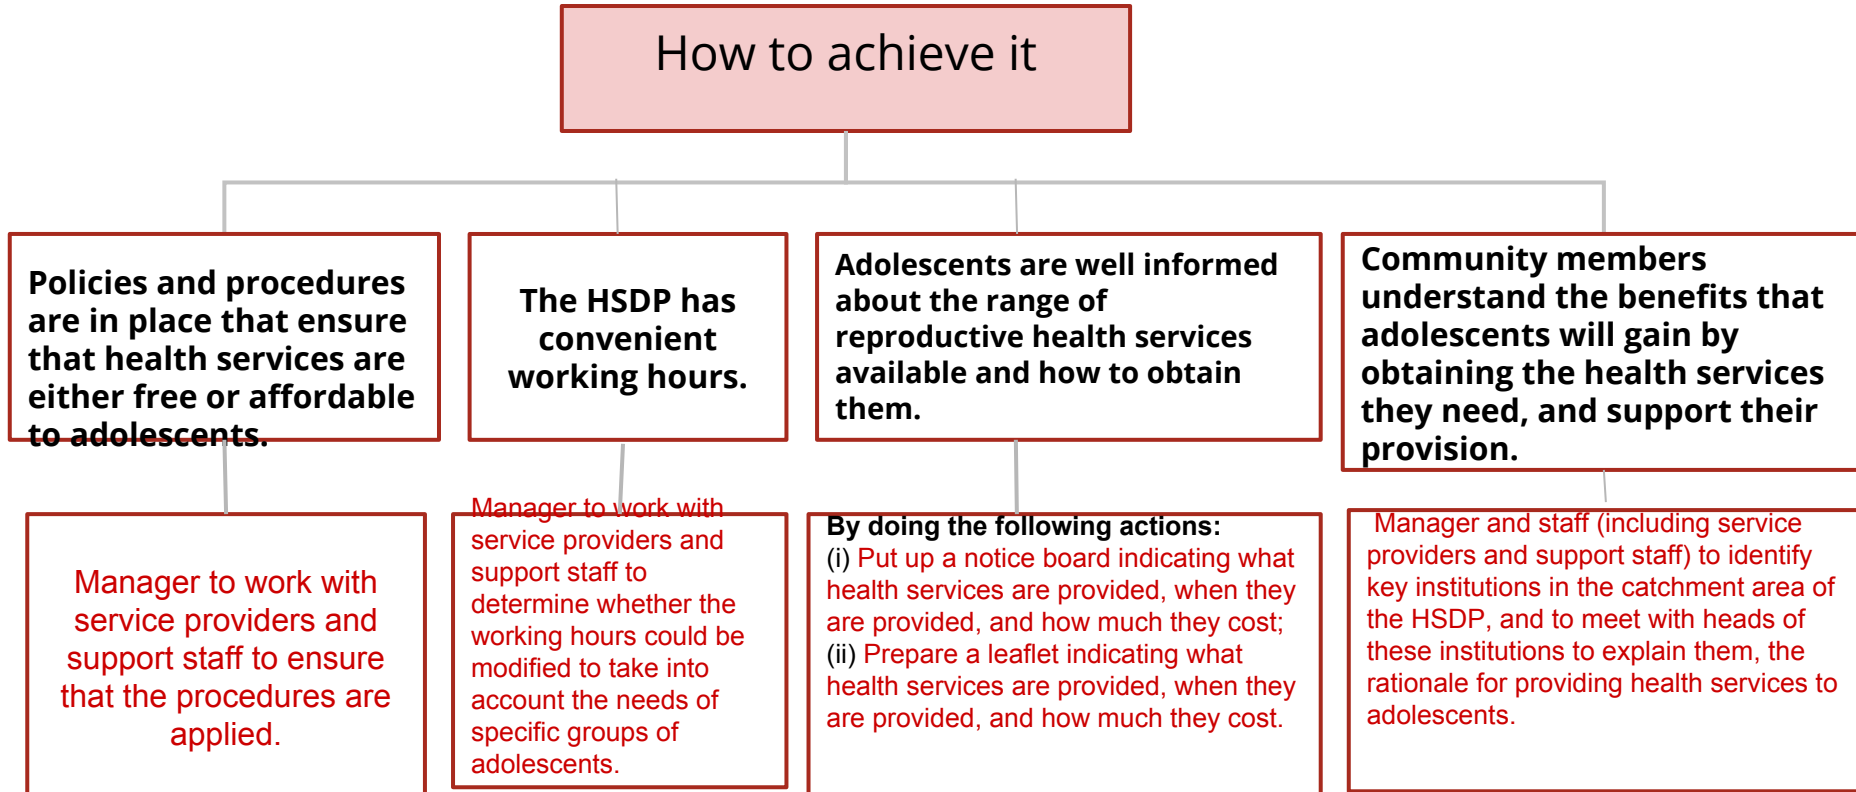 How to achieve it
Policies and procedures
are in place that ensure
that health services are
either free or affordable
to adolescents.
The HSDP has
convenient
working hours.
Adolescents are well informed
about the range of
reproductive health services
available and how to obtain
them.
Community members
understand the benefits that
adolescents will gain by
obtaining the health services
they need, and support their
provision.
Manager to work with
service providers and
support staff to ensure
that the procedures are
applied.
Manager to work with
service providers and
support staff to
determine whether the
working hours could be
modified to take into
account the needs of
specific groups of
adolescents.
By doing the following actions:
(i) Put up a notice board indicating what
health services are provided, when they
are provided, and how much they cost;
(ii) Prepare a leaflet indicating what
health services are provided, when they
are provided, and how much they cost.
Manager and staff (including service
providers and support staff) to identify
key institutions in the catchment area of
the HSDP, and to meet with heads of
these institutions to explain them, the
rationale for providing health services to
adolescents.